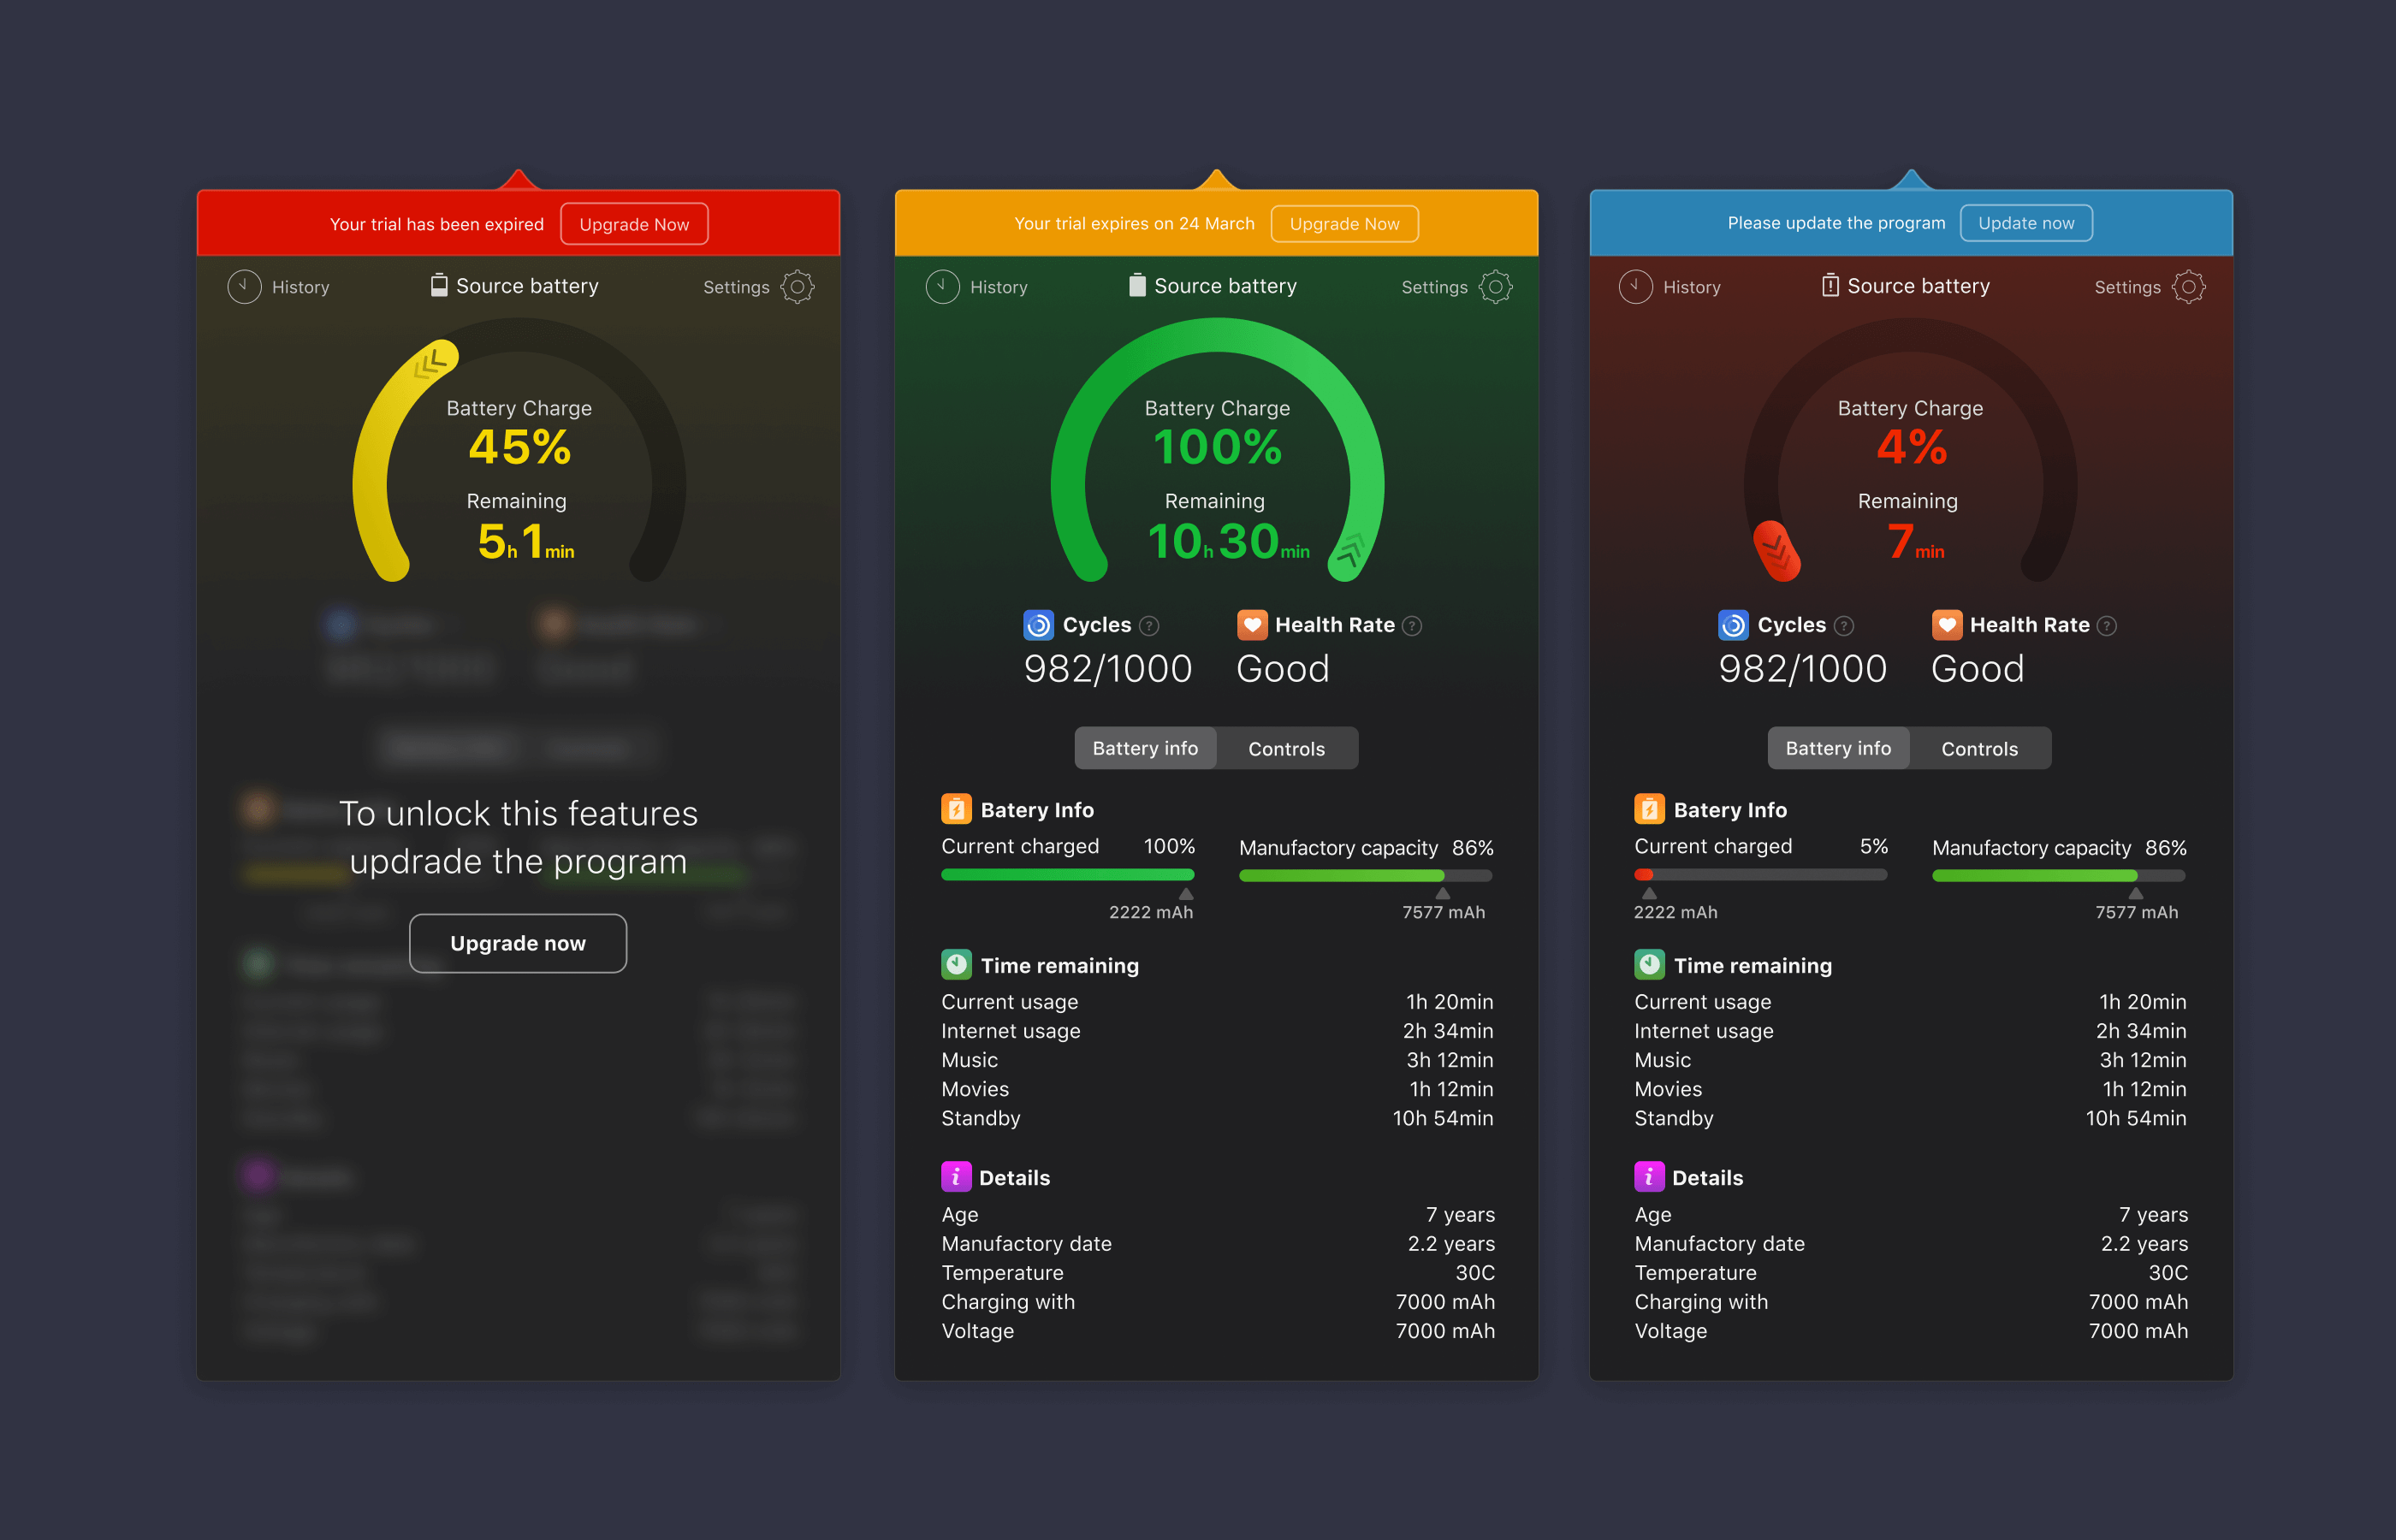 Your trial has been expired Upgrade Now
History Source battery Settings
Battery Charge
45%
Remaining
5h 1min
To unlock this features
updrade the program
Upgrade now
Your trial expires on 24 March Upgrade Now
History Source battery Settings
Battery Charge
100%
Remaining
10h 30min
Cycles ? Health Rate ?
982/1000 Good
Battery info Controls
Batery Info
Current charged 100% Manufactory capacity 86%
2222 mAh 7577 mAh
Time remaining
Current usage 1h 20min
Internet usage 2h 34min
Music 3h 12min
Movies 1h 12min
Standby 10h 54min
i Details
Age 7 years
Manufactory date 2.2 years
Temperature 30C
Charging with 7000 mAh
Voltage 7000 mAh
Please update the program Update now
History Source battery Settings
Battery Charge
4%
Remaining
7min
Cycles ? Health Rate ?
982/1000 Good
Battery info Controls
Batery Info
Current charged 5% Manufactory capacity 86%
2222 mAh 7577 mAh
Time remaining
Current usage 1h 20min
Internet usage 2h 34min
Music 3h 12min
Movies 1h 12min
Standby 10h 54min
i Details
Age 7 years
Manufactory date 2.2 years
Temperature 30C
Charging with 7000 mAh
Voltage 7000 mAh